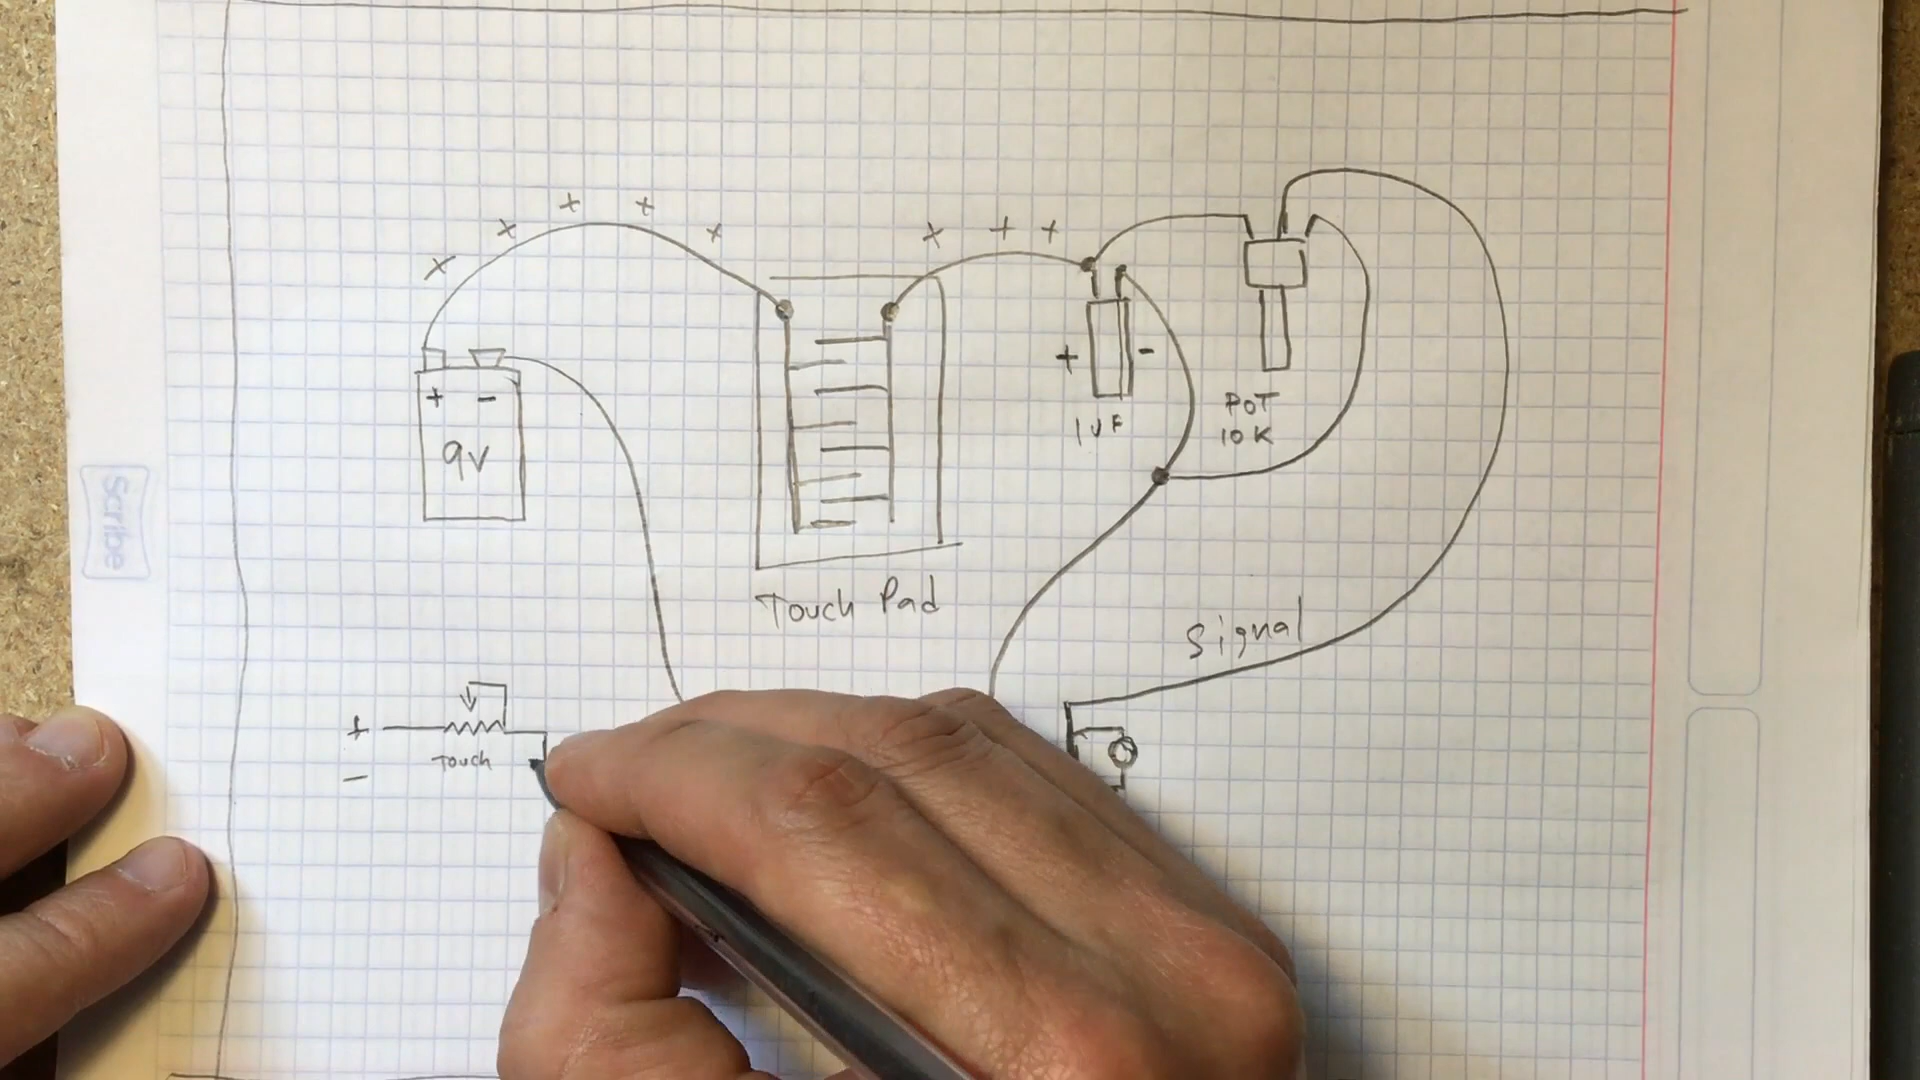 + +
+ +
+ + + +
+
+ -
9V
+ -
1UF
POT
10K
Touch Pad
Signal
+
Touch
-
Scribe